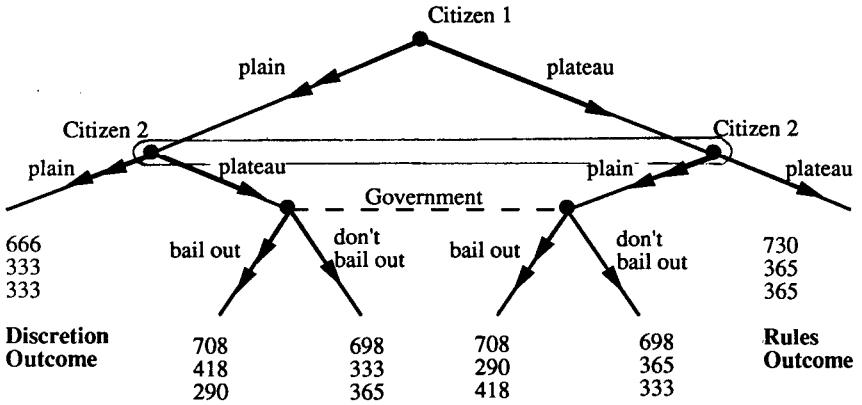 Citizen 1
plain
plateau
Citizen 2
Citizen 2
plain
plateau
plain
plateau
Government
bail out
don't
bail out
bail out
don't
bail out
666
333
333
730
365
365
Discretion
Outcome
Rules
Outcome
708
418
290
698
333
365
708
290
418
698
365
333